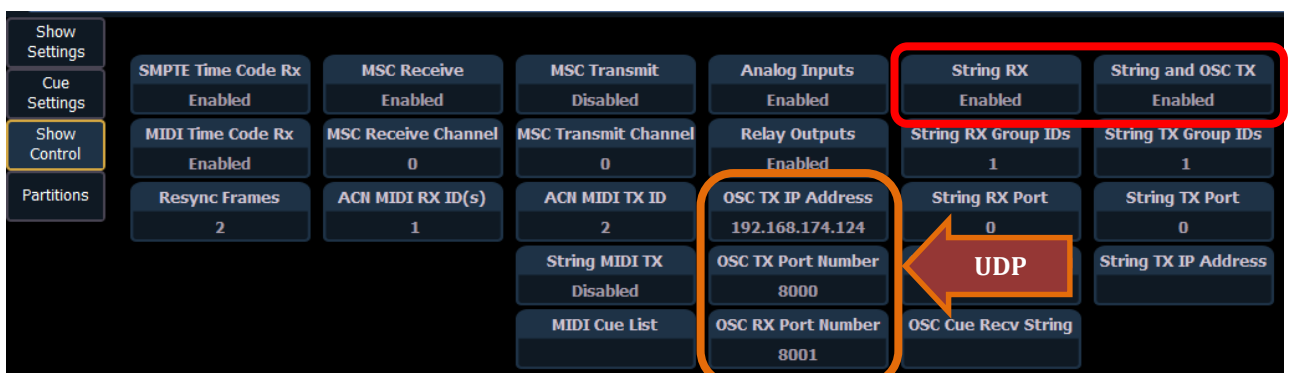 Show
Settings
Cue
Settings
Show
Control
Partitions
SMPTE Time Code Rx MSC Receive MSC Transmit Analog Inputs String RX String and OSC TX
Enabled Enabled Disabled Enabled Enabled Enabled
MIDI Time Code Rx MSC Receive Channel MSC Transmit Channel Relay Outputs String RX Group IDs String TX Group IDs
Enabled 0 0 Enabled 1 1
Resync Frames ACN MIDI RX ID(s) ACN MIDI TX ID OSC TX IP Address String RX Port String TX Port
2 1 2 192.168.174.124 0 0
String MIDI TX OSC TX Port Number UDP String TX IP Address
Disabled 8000
MIDI Cue List OSC RX Port Number OSC Cue Recv String
8001